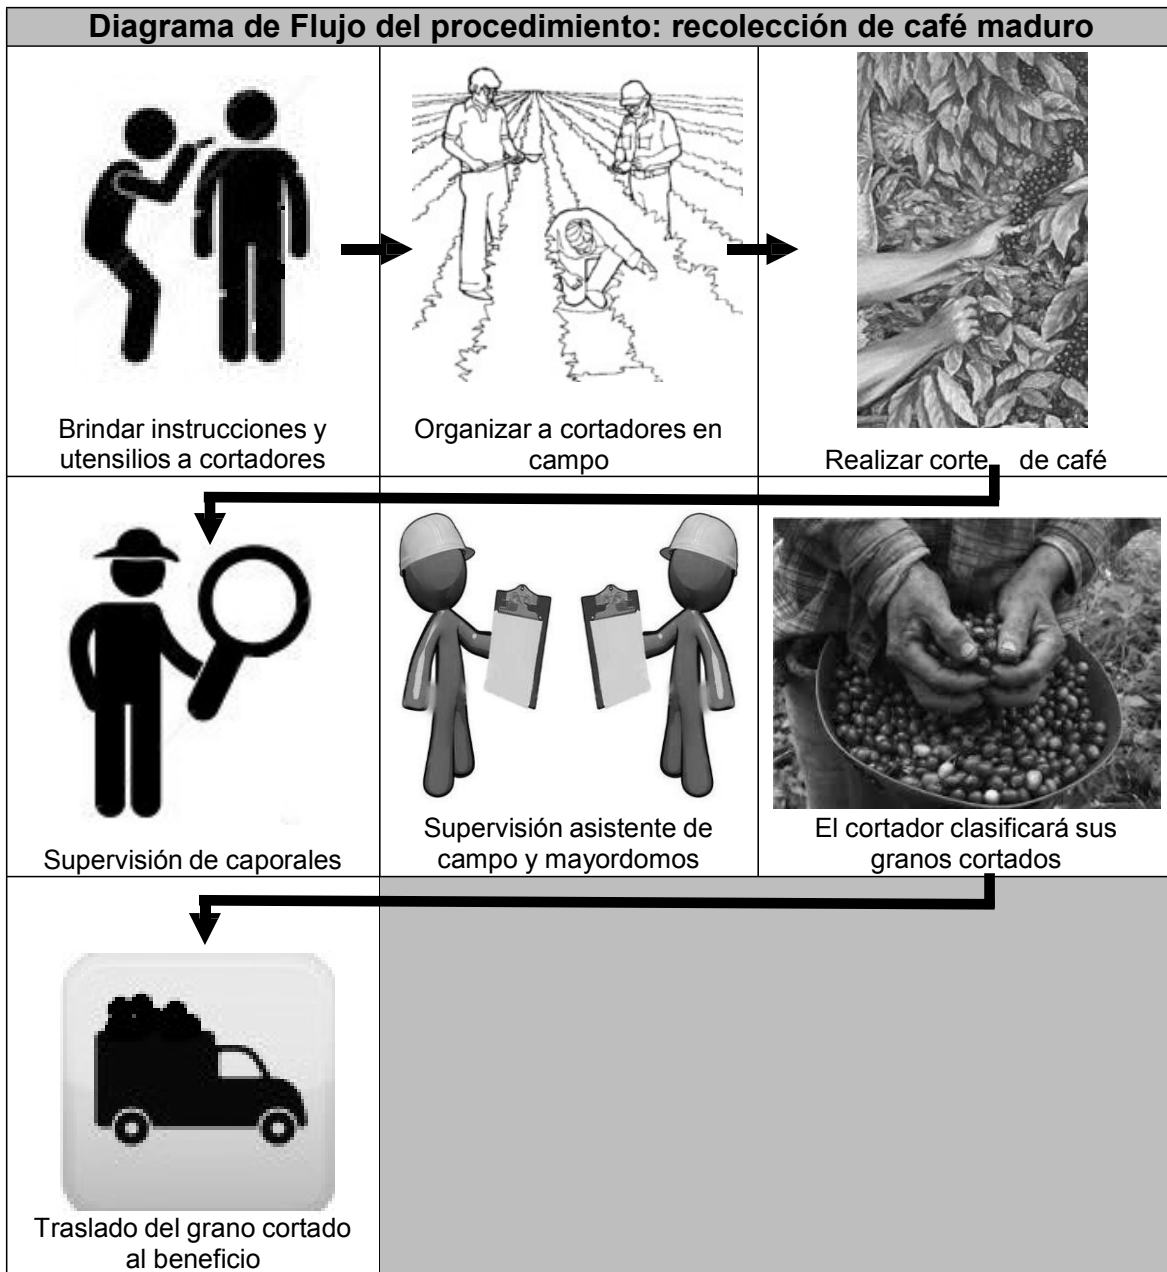 Diagrama de Flujo del procedimiento: recolección de café maduro
Brindar instrucciones y
utensilios a cortadores
Organizar a cortadores en
campo
Realizar corte de café
Supervisión de caporales
Supervisión asistente de
campo y mayordomos
El cortador clasificará sus
granos cortados
Traslado del grano cortado
al beneficio